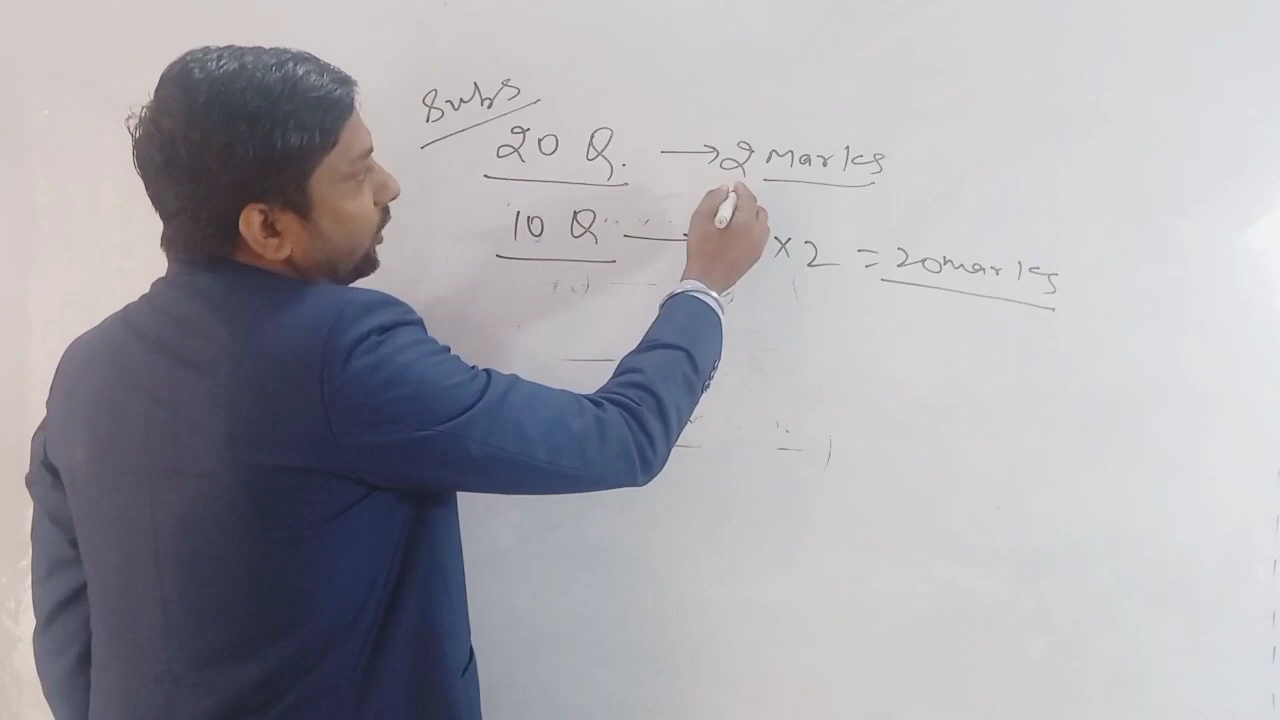 Subs
20 Q. → 2 Marks
10 Q — × 2 = 20marks